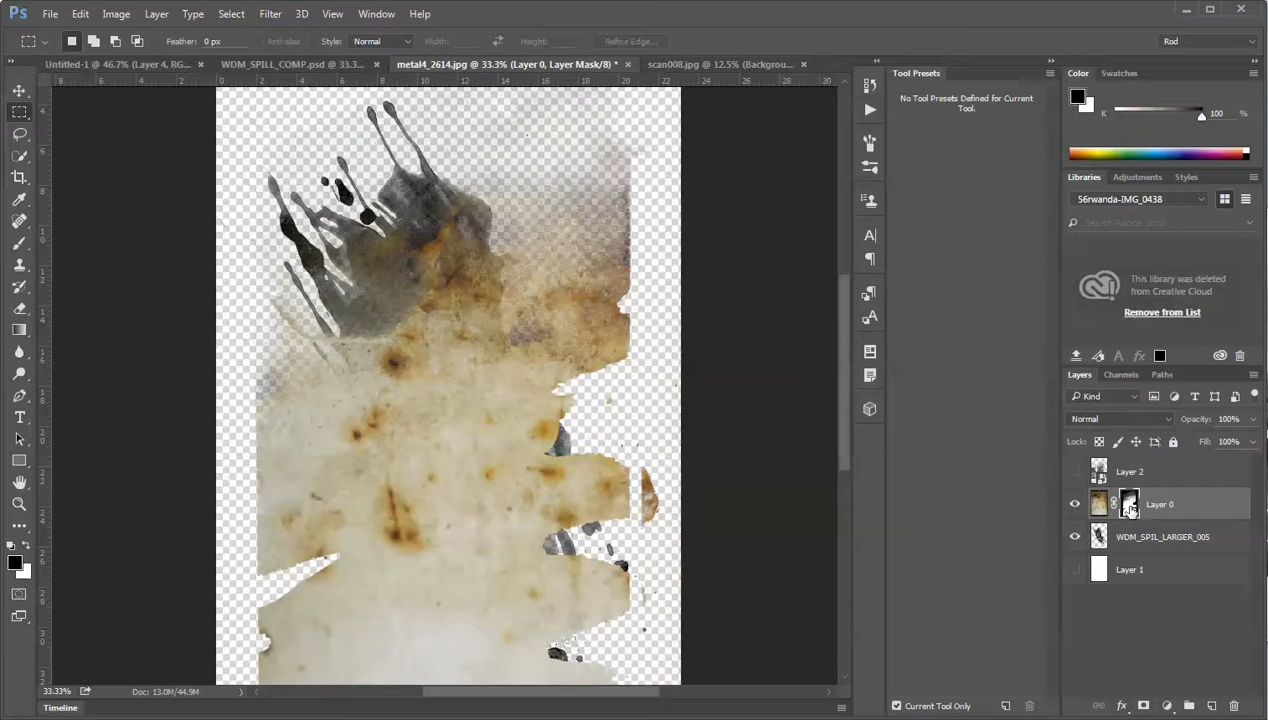 Ps File Edit Image Layer Type Select Filter 3D View Window Help
Feather: 0 px Anti-alias Style: Normal Width: Height: Refine Edge... Rod
Untitled-1 @ 46.7% (Layer 4, RG... × WDM_SPILL_COMP.psd @ 33.3... × metal4_2614.jpg @ 33.3% (Layer 0, Layer Mask/8) * × scan008.jpg @ 12.5% (Backgrou... ×
Tool Presets
No Tool Presets Defined for Current
Tool.
Color Swatches
K 100 %
Libraries Adjustments Styles
56rwanda-IMG_0438
Search Adobe Stock
This library was deleted
from Creative Cloud
Remove from List
Layers Channels Paths
Kind
Normal Opacity: 100%
Lock: Fill: 100%
Layer 2
Layer 0
WDM_SPIL_LARGER_005
Layer 1
33.33% Doc: 13.0M/44.9M
Timeline
Current Tool Only